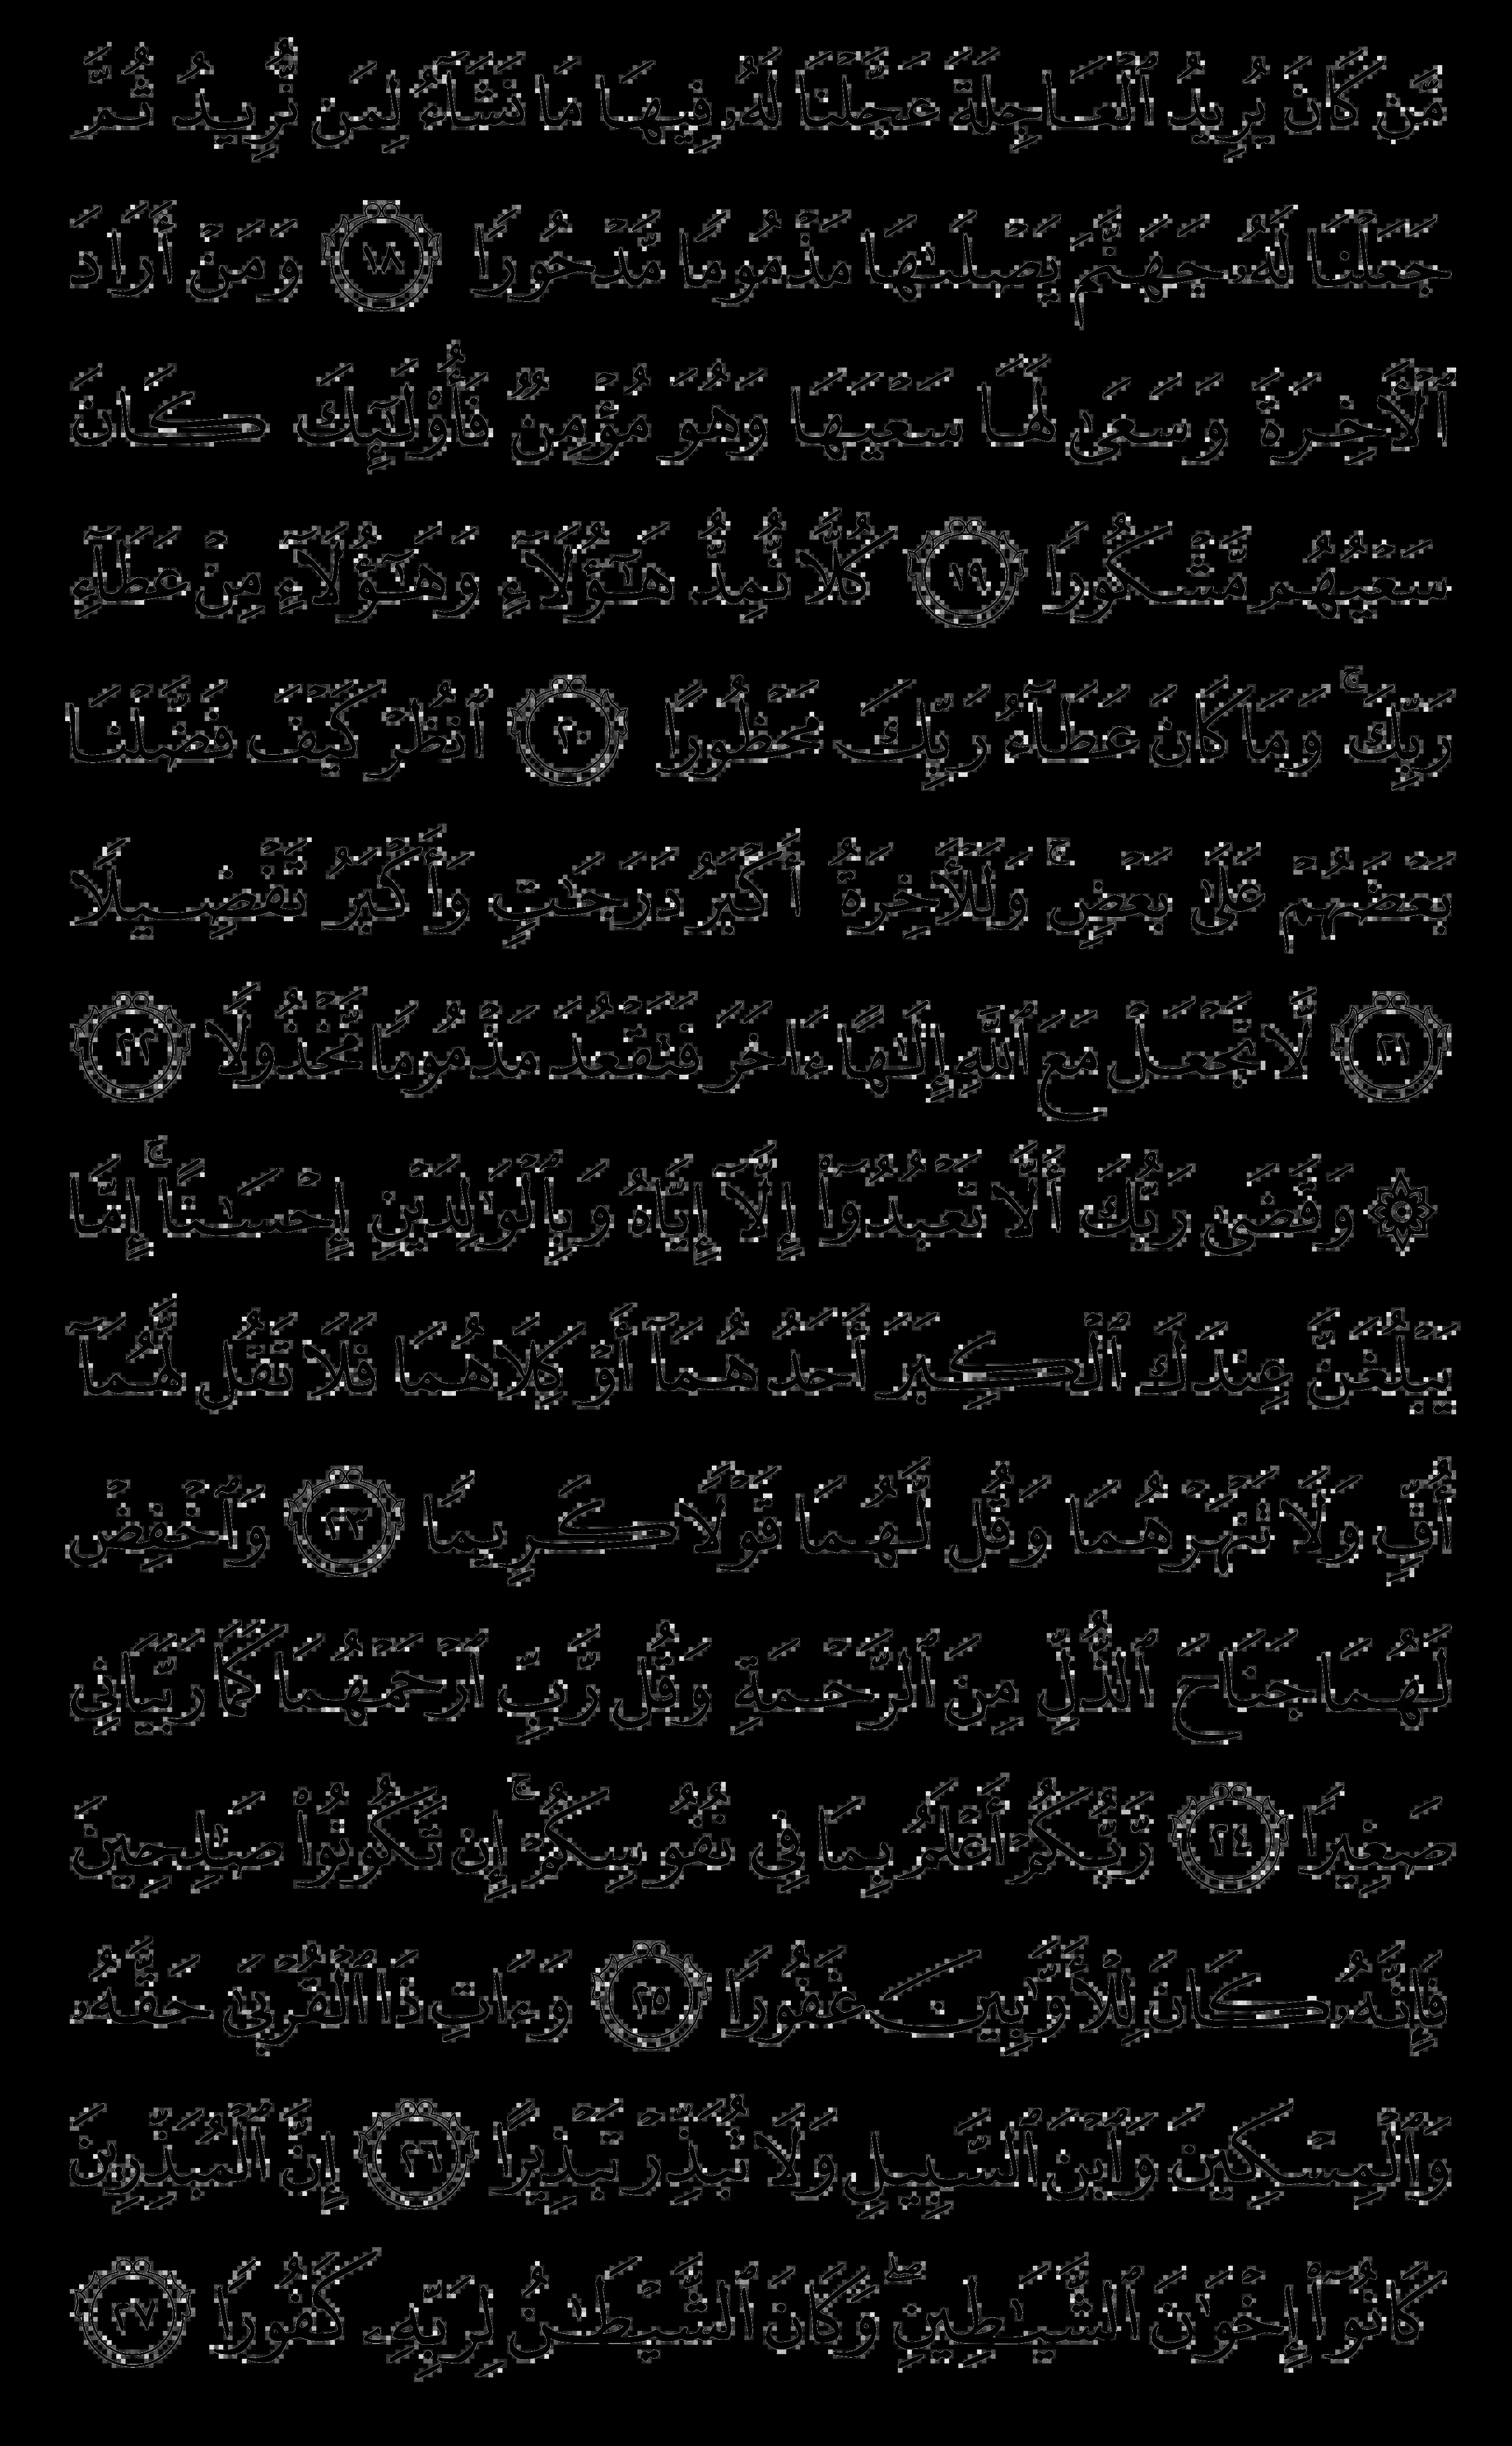 مَّن كَانَ يُرِيدُ ٱلْعَاجِلَةَ عَجَّلْنَا لَهُۥ فِيهَا مَا نَشَآءُ لِمَن نُّرِيدُ ثُمَّ
جَعَلْنَا لَهُۥ جَهَنَّمَ يَصْلَىٰهَا مَذْمُومًا مَّدْحُورًا ١٨ وَمَنْ أَرَادَ
ٱلْأَخِرَةَ وَسَعَىٰ لَهَا سَعْيَهَا وَهُوَ مُؤْمِنٌ فَأُو۟لَـٰٓئِكَ كَانَ
سَعْيُهُم مَّشْكُورًا ١٩ كُلًّا نُّمِدُّ هَـٰٓؤُلَآءِ وَهَـٰٓؤُلَآءِ مِنْ عَطَآءِ
رَبِّكَ ۚ وَمَا كَانَ عَطَآءُ رَبِّكَ مَحْظُورًا ٢٠ ٱنظُرْ كَيْفَ فَضَّلْنَا
بَعْضَهُمْ عَلَىٰ بَعْضٍ ۚ وَلَلْـَٔاخِرَةُ أَكْبَرُ دَرَجَـٰتٍ وَأَكْبَرُ تَفْضِيلًا
٢١ لَّا تَجْعَلْ مَعَ ٱللَّهِ إِلَـٰهًا ءَاخَرَ فَتَقْعُدَ مَذْمُومًا مَّخْذُولًا ٢٢
۞ وَقَضَىٰ رَبُّكَ أَلَّا تَعْبُدُوٓا۟ إِلَّآ إِيَّاهُ وَبِٱلْوَٰلِدَيْنِ إِحْسَـٰنًا ۚ إِمَّا
يَبْلُغَنَّ عِندَكَ ٱلْكِبَرَ أَحَدُهُمَآ أَوْ كِلَاهُمَا فَلَا تَقُل لَّهُمَآ
أُفٍّ وَلَا تَنْهَرْهُمَا وَقُل لَّهُمَا قَوْلًا كَرِيمًا ٢٣ وَٱخْفِضْ
لَهُمَا جَنَاحَ ٱلذُّلِّ مِنَ ٱلرَّحْمَةِ وَقُل رَّبِّ ٱرْحَمْهُمَا كَمَا رَبَّيَانِى
صَغِيرًا ٢٤ رَّبُّكُمْ أَعْلَمُ بِمَا فِى نُفُوسِكُمْ ۚ إِن تَكُونُوا۟ صَـٰلِحِينَ
فَإِنَّهُۥ كَانَ لِلْأَوَّٰبِينَ غَفُورًا ٢٥ وَءَاتِ ذَا ٱلْقُرْبَىٰ حَقَّهُۥ
وَٱلْمِسْكِينَ وَٱبْنَ ٱلسَّبِيلِ وَلَا تُبَذِّرْ تَبْذِيرًا ٢٦ إِنَّ ٱلْمُبَذِّرِينَ
كَانُوٓا۟ إِخْوَٰنَ ٱلشَّيَـٰطِينِ ۖ وَكَانَ ٱلشَّيْطَـٰنُ لِرَبِّهِۦ كَفُورًا ٢٧